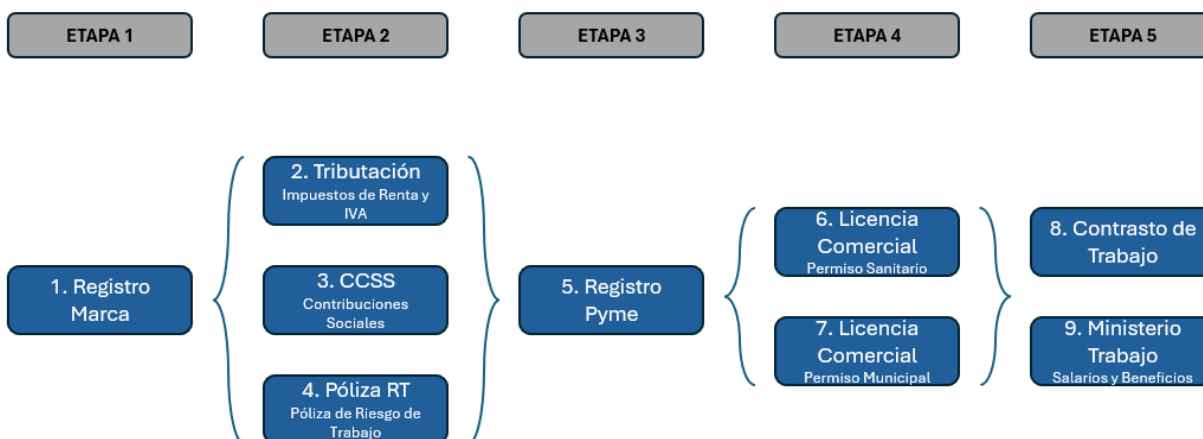 ETAPA 1
ETAPA 2
ETAPA 3
ETAPA 4
ETAPA 5
1. Registro
Marca
2. Tributación
Impuestos de Renta y
IVA
3. CCSS
Contribuciones
Sociales
4. Póliza RT
Póliza de Riesgo de
Trabajo
5. Registro
Pyme
6. Licencia
Comercial
Permiso Sanitario
7. Licencia
Comercial
Permiso Municipal
8. Contrasto de
Trabajo
9. Ministerio
Trabajo
Salarios y Beneficios